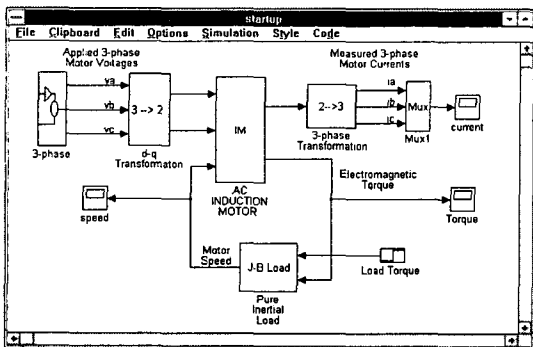 startup
File Clipboard Edit Options Simulation Style Code
Applied 3-phase
Motor Voltages
Measured 3-phase
Motor Currents
va
vb
vc
3 --> 2
IM
2-->3
ia
ib
ic
Mux
3-phase
d-q
Transformaton
3-phase
Transformation
Mux1
current
AC
INDUCTION
MOTOR
Electromagnetic
Torque
speed
Torque
Motor
Speed
J-B Load
Load Torque
Pure
Inertial
Load